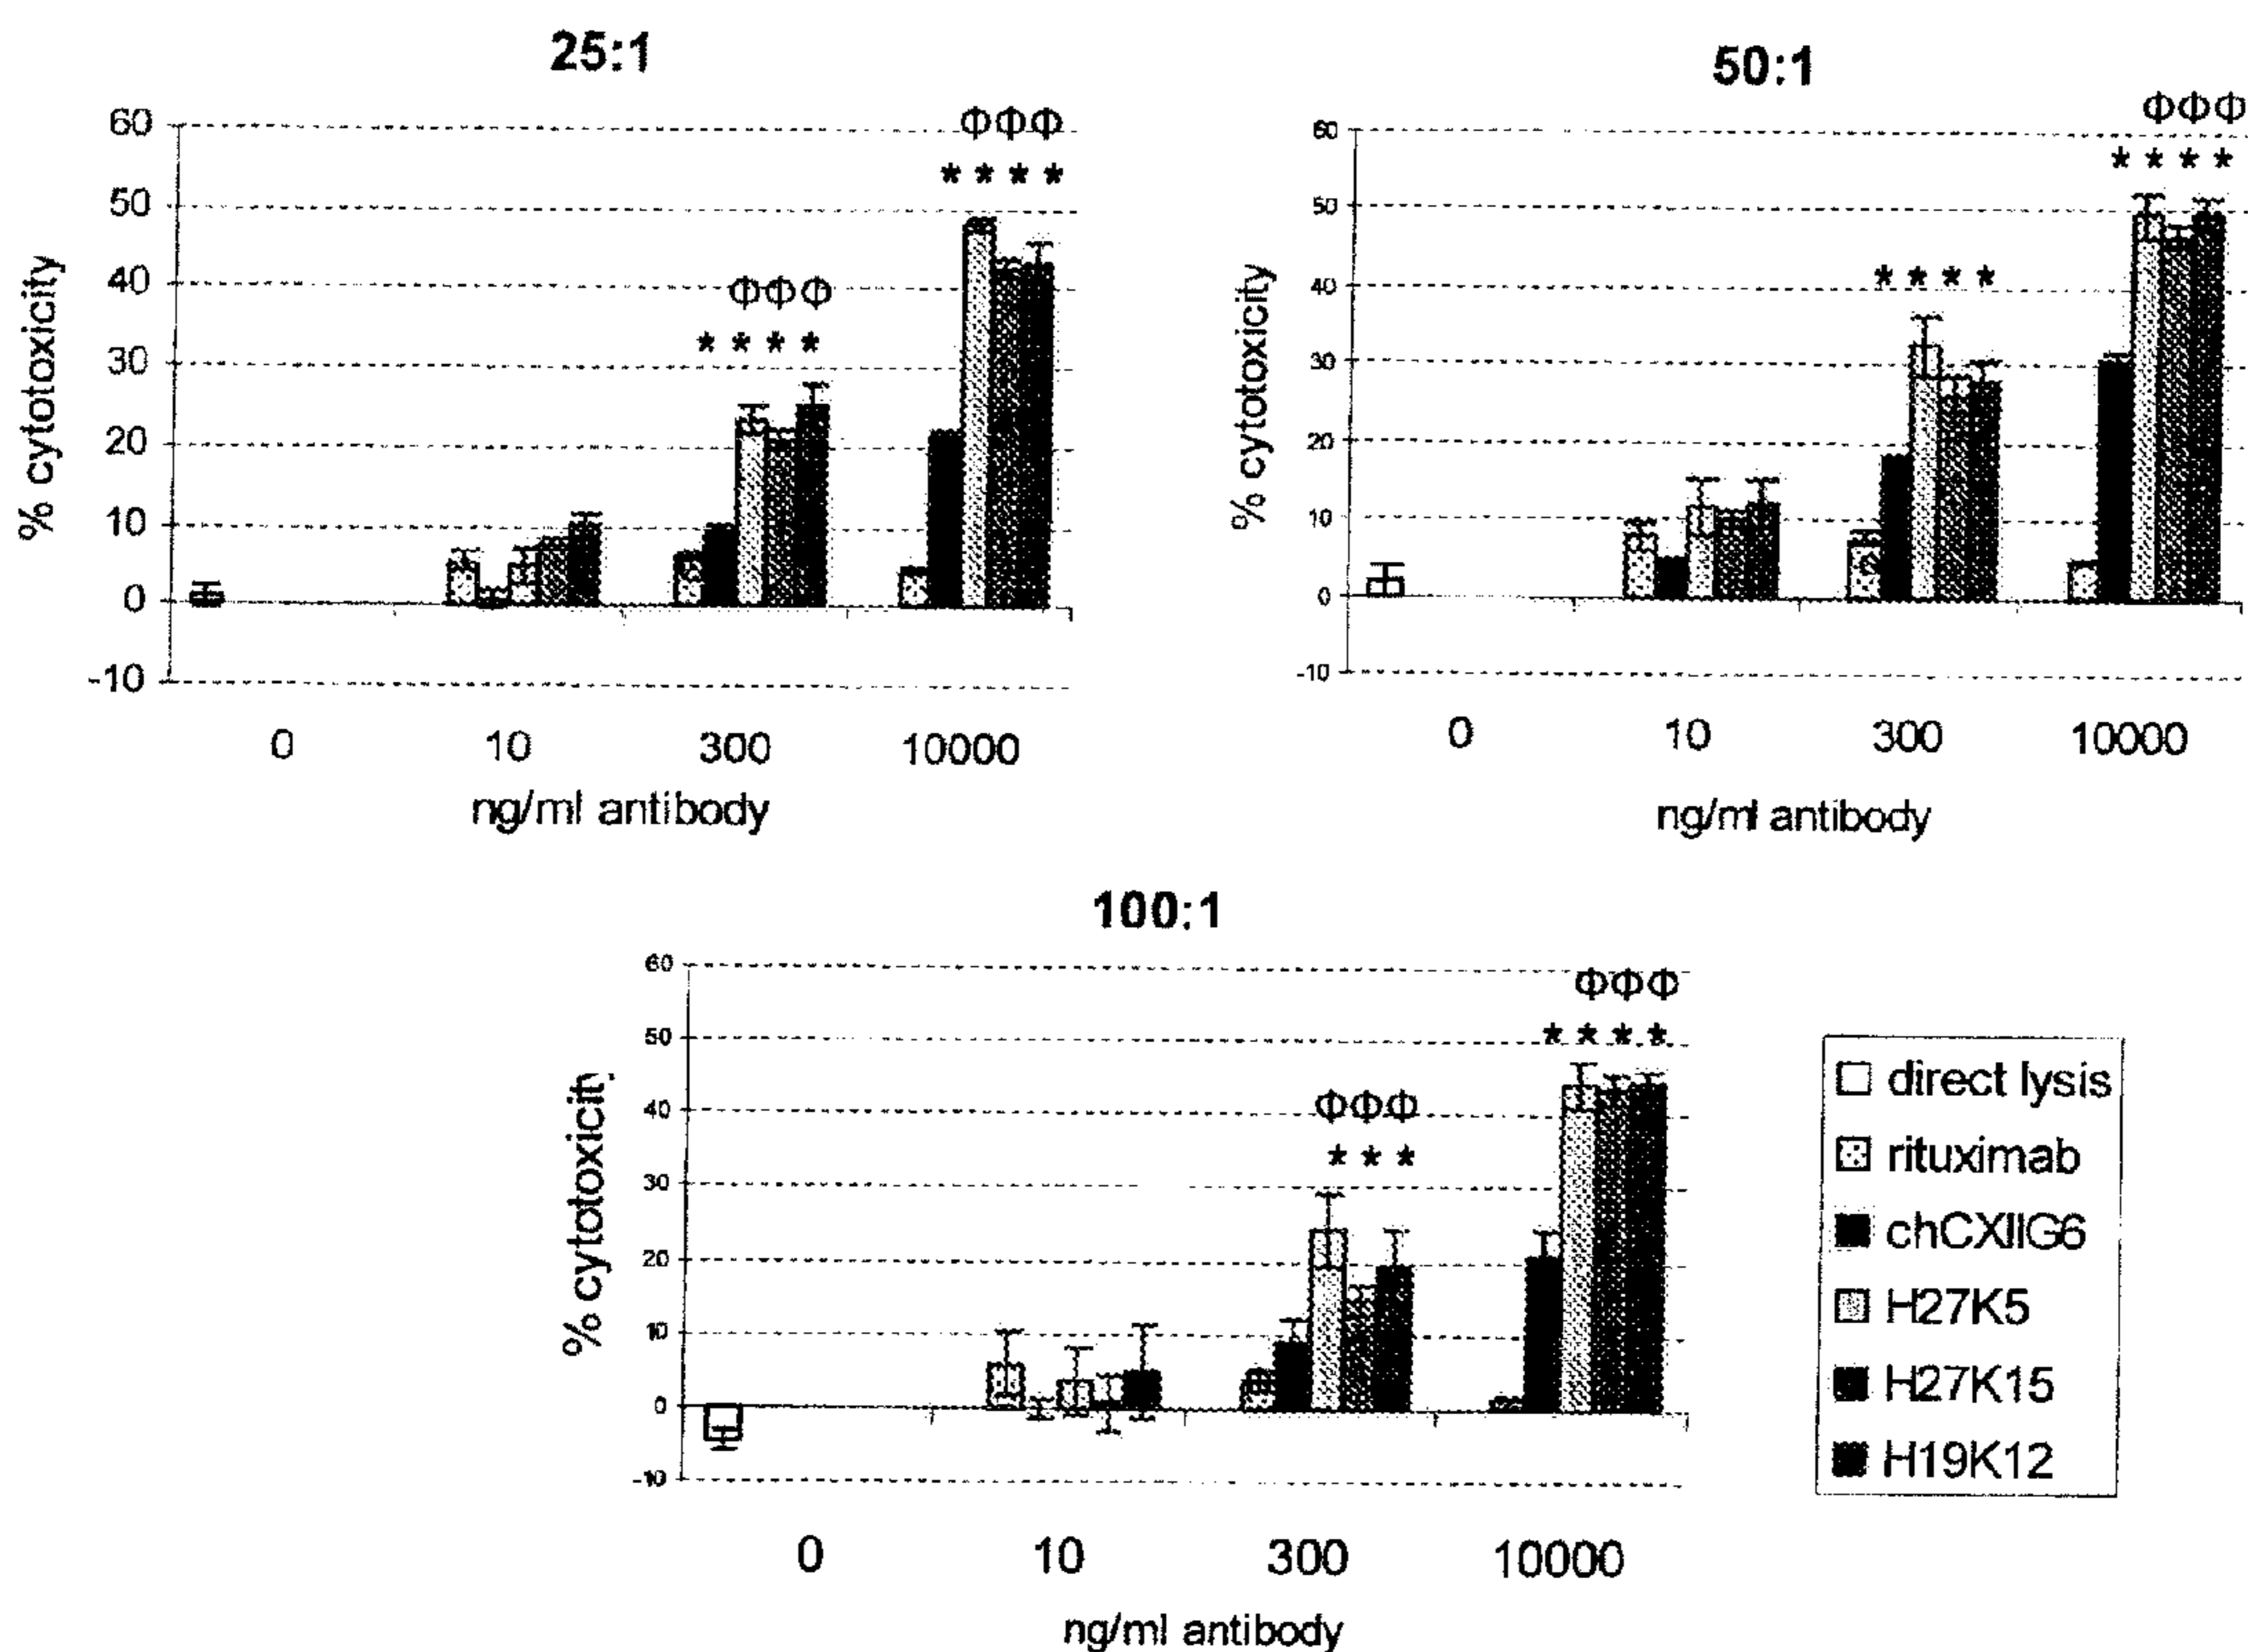 25:1
60
ΦΦΦ
* * * *
50
40
ΦΦΦ
* * * *
30
20
10
0
-10
% cytotoxicity
0 10 300 10000
ng/ml antibody
50:1
ΦΦΦ
60
* * * *
50
40
* * * *
30
20
10
0
-10
% cytotoxicity
0 10 300 10000
ng/ml antibody
100:1
60
ΦΦΦ
50
* * * *
40
ΦΦΦ
* * *
30
20
10
0
-10
% cytotoxicity
0 10 300 10000
ng/ml antibody
direct lysis
rituximab
chCXIIG6
H27K5
H27K15
H19K12